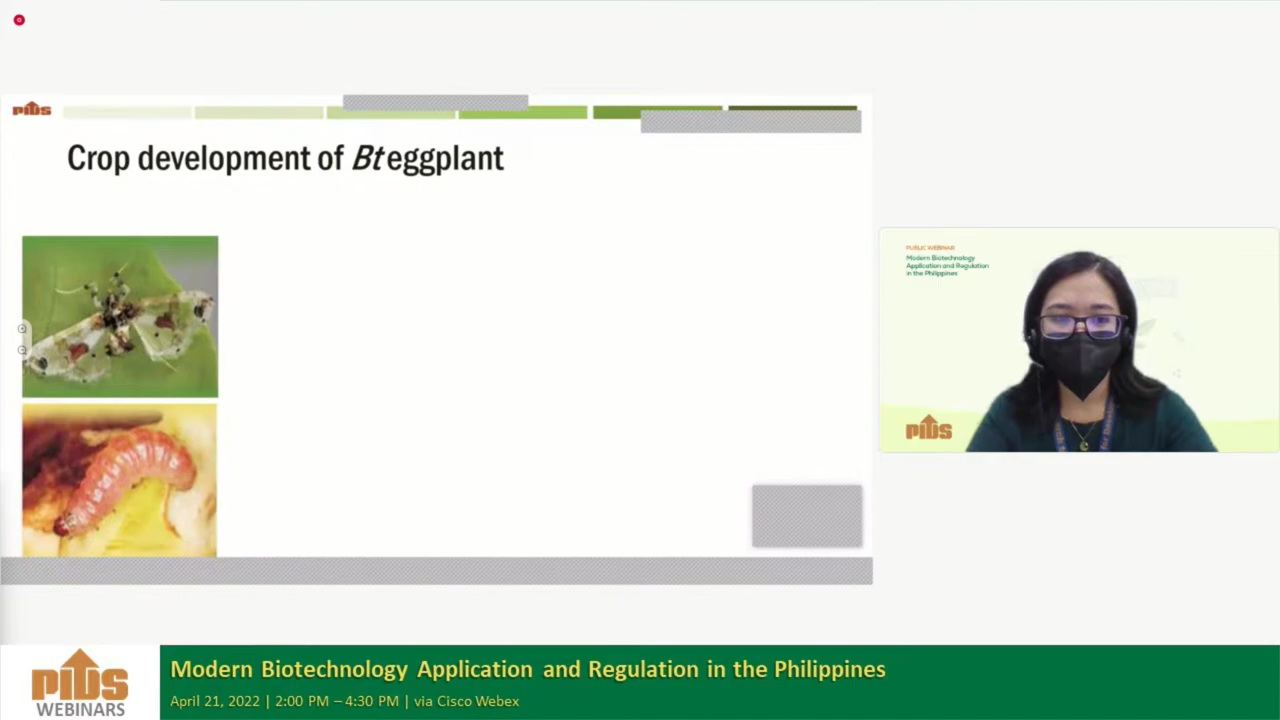 PIDS
Crop development of Bt eggplant
PUBLIC WEBINAR
Modern Biotechnology
Application and Regulation
in the Philippines
PIDS
PIDS
WEBINARS
Modern Biotechnology Application and Regulation in the Philippines
April 21, 2022 | 2:00 PM – 4:30 PM | via Cisco Webex